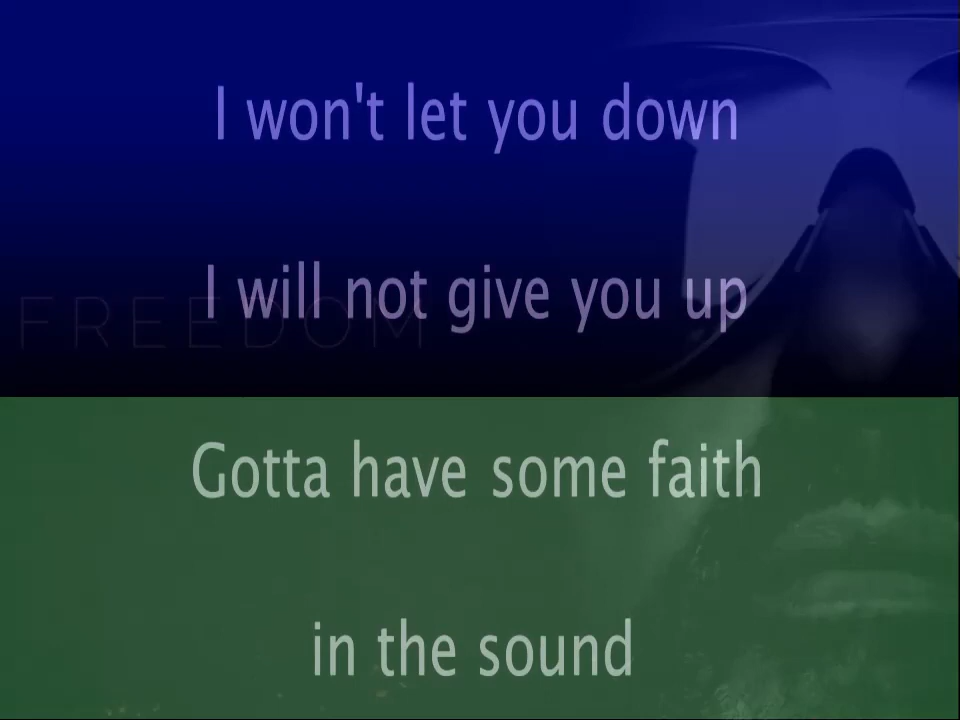 I won't let you down
I will not give you up
FREEDOM
Gotta have some faith
in the sound